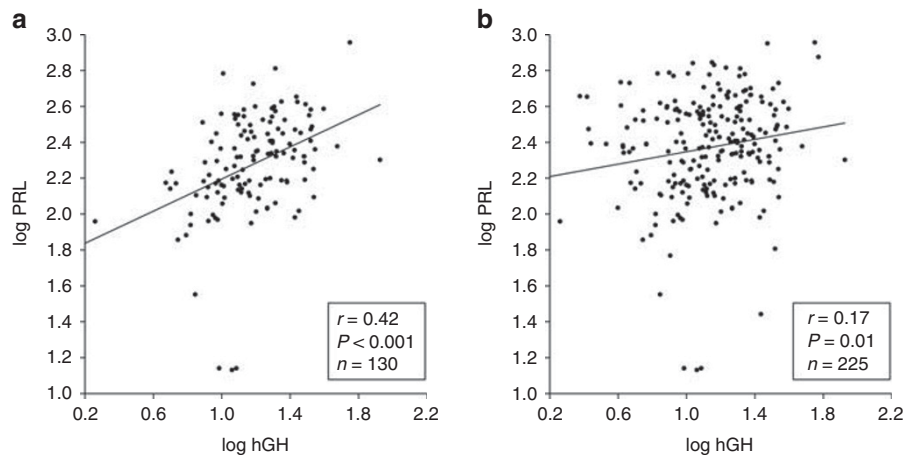 a
3.0
2.8
2.6
2.4
2.2
2.0
1.8
1.6
1.4
1.2
1.0
log PRL
0.2 0.6 1.0 1.4 1.8 2.2
log hGH
r = 0.42
P < 0.001
n = 130
b
3.0
2.8
2.6
2.4
2.2
2.0
1.8
1.6
1.4
1.2
1.0
log PRL
0.2 0.6 1.0 1.4 1.8 2.2
log hGH
r = 0.17
P = 0.01
n = 225